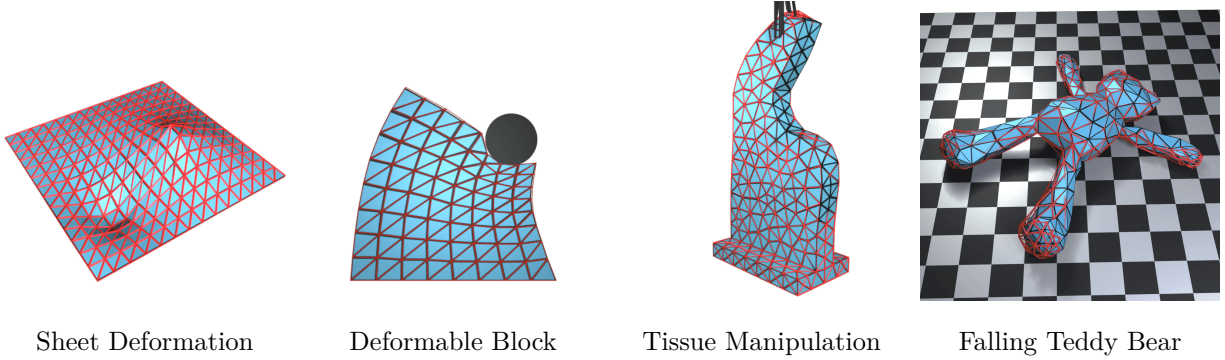 Sheet Deformation
Deformable Block
Tissue Manipulation
Falling Teddy Bear